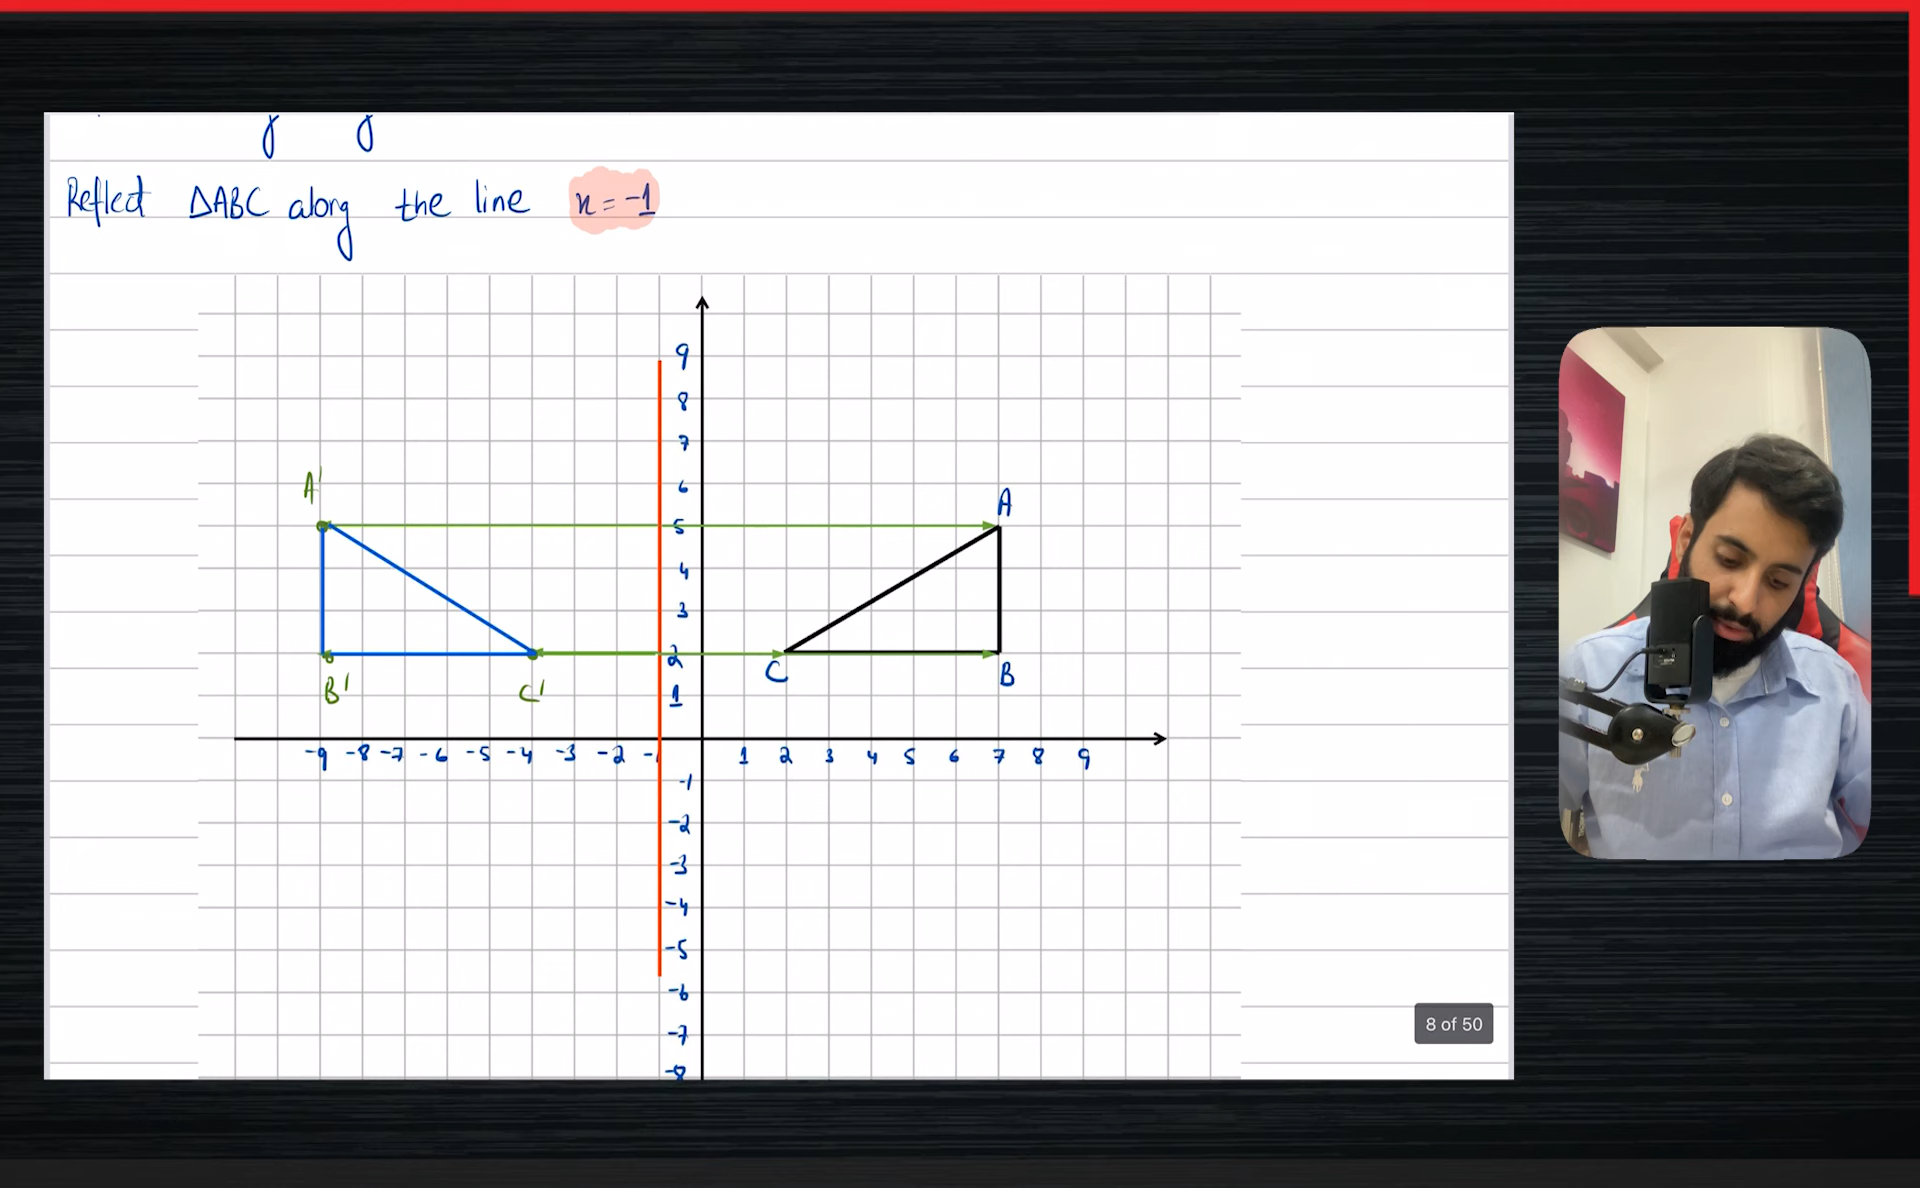 Reflect ΔABC along the line x = -1
9
8
7
6
5
4
3
2
1
A'
A
B'
C'
C
B
-9 -8 -7 -6 -5 -4 -3 -2 -1 1 2 3 4 5 6 7 8 9
-1
-2
-3
-4
-5
-6
-7
-8
8 of 50